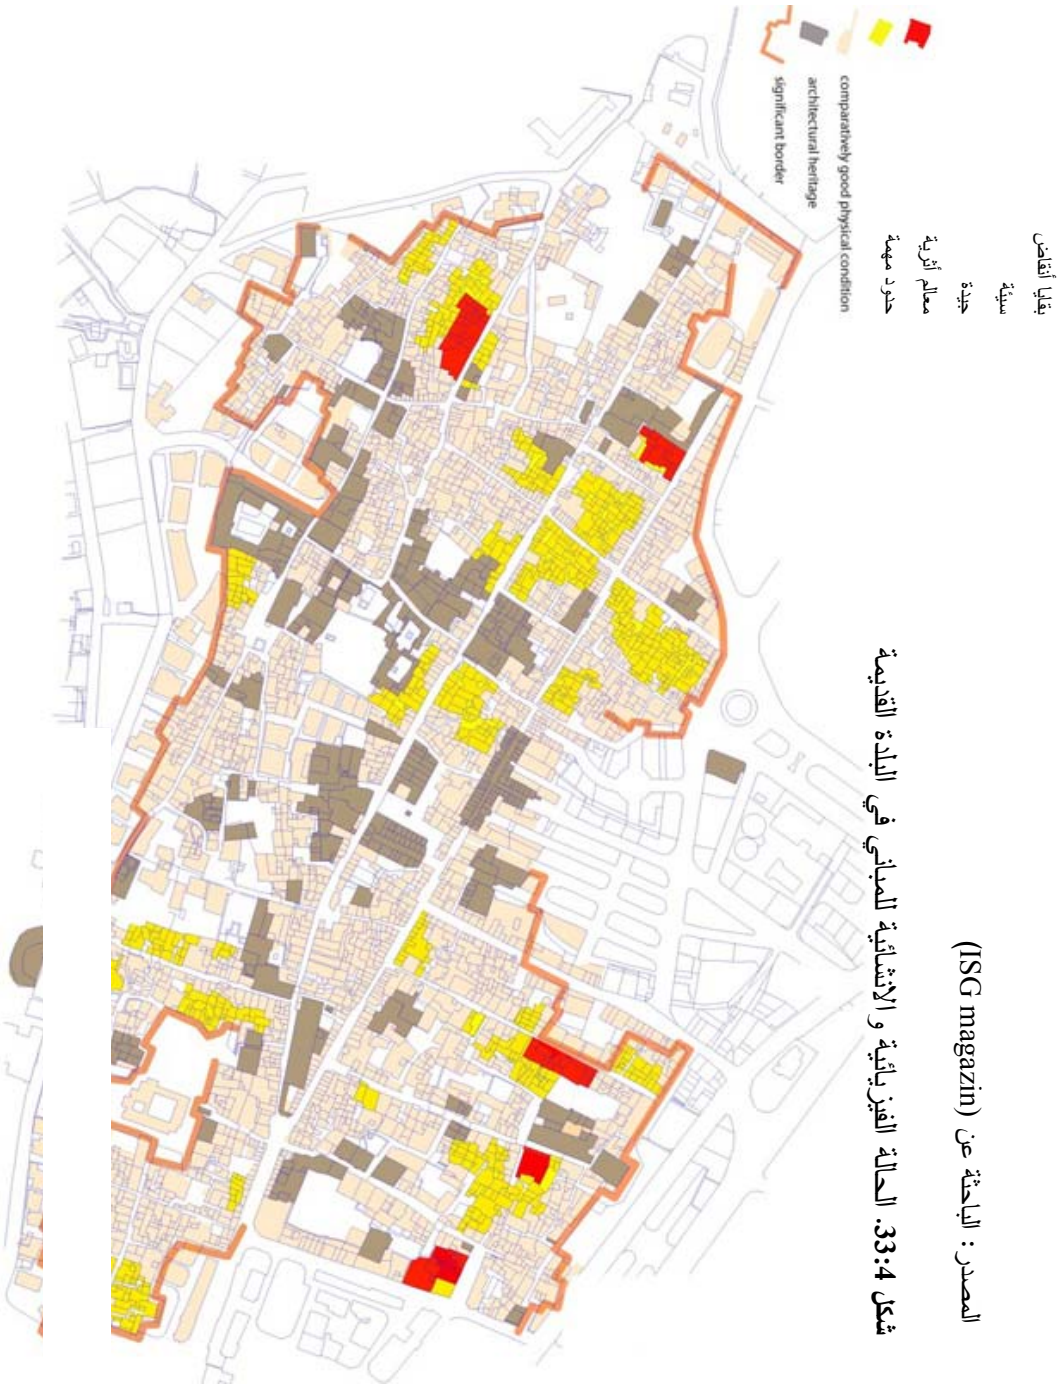 بقايا أنقاض
سيئة
جيدة
معالم أثرية
حدود مهمة
comparatively good physical condition
architectural heritage
significant border
المصدر : الباحثة عن (ISG magazin)
شكل 33:4. الحالة الفيزيائية و الانشائية للمباني في البلدة القديمة